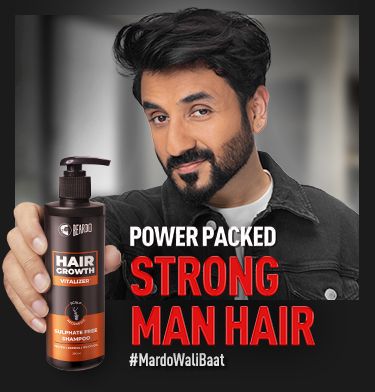 BEARDO
HAIR
GROWTH
VITALIZER
SULPHATE FREE
SHAMPOO
POWER PACKED
STRONG
MAN HAIR
#MardoWaliBaat